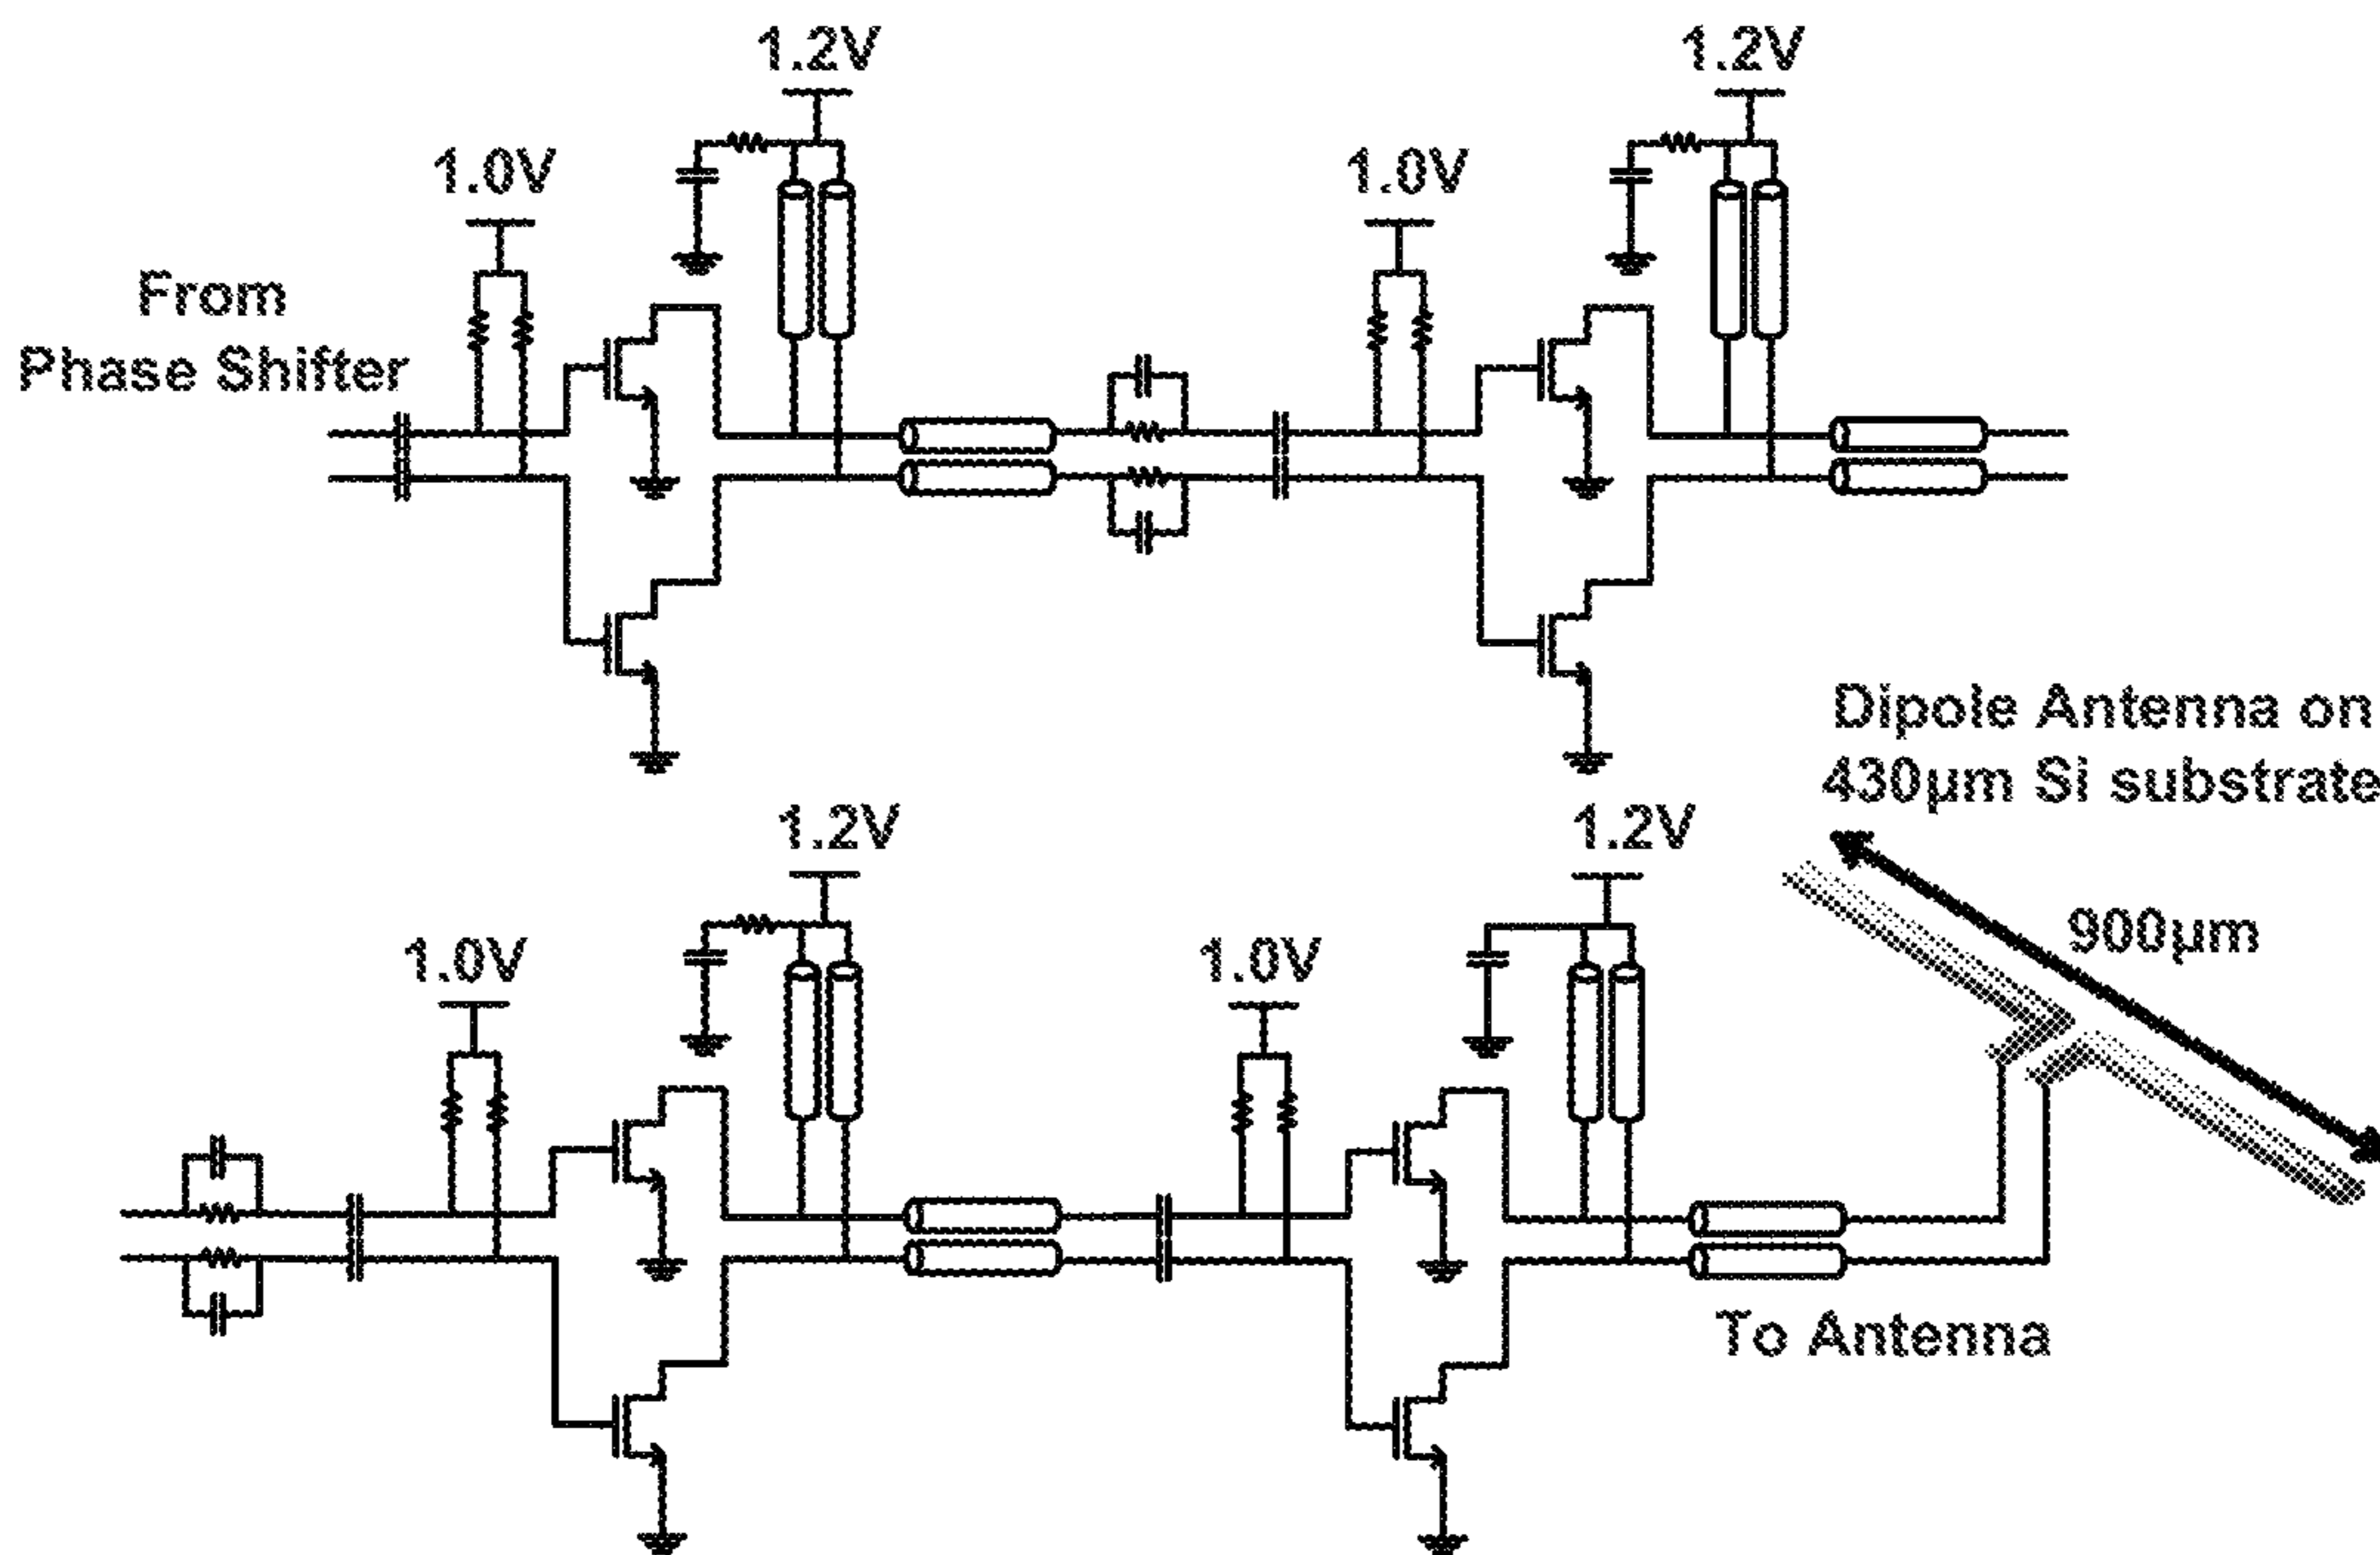 1.2V
1.2V
1.0V
1.0V
From
Phase Shifter
Dipole Antenna on
430µm Si substrate
1.2V
1.2V
900µm
1.0V
1.0V
To Antenna